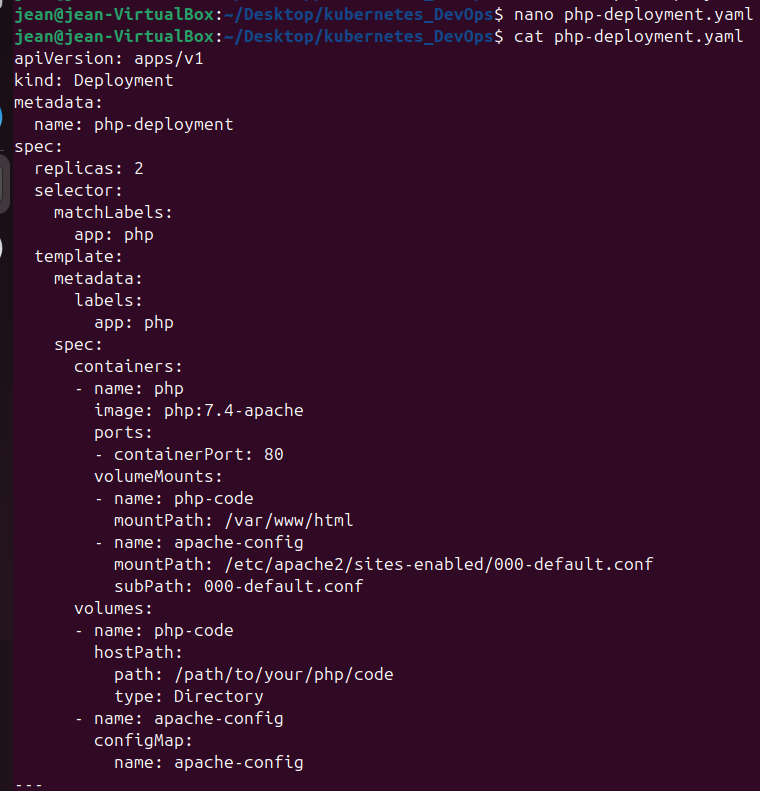 jean@jean-VirtualBox:~/Desktop/kubernetes_DevOps$ nano php-deployment.yaml
jean@jean-VirtualBox:~/Desktop/kubernetes_DevOps$ cat php-deployment.yaml
apiVersion: apps/v1
kind: Deployment
metadata:
  name: php-deployment
spec:
  replicas: 2
  selector:
    matchLabels:
      app: php
  template:
    metadata:
      labels:
        app: php
    spec:
      containers:
      - name: php
        image: php:7.4-apache
        ports:
        - containerPort: 80
        volumeMounts:
        - name: php-code
          mountPath: /var/www/html
        - name: apache-config
          mountPath: /etc/apache2/sites-enabled/000-default.conf
          subPath: 000-default.conf
      volumes:
      - name: php-code
        hostPath:
          path: /path/to/your/php/code
          type: Directory
      - name: apache-config
        configMap:
          name: apache-config
---